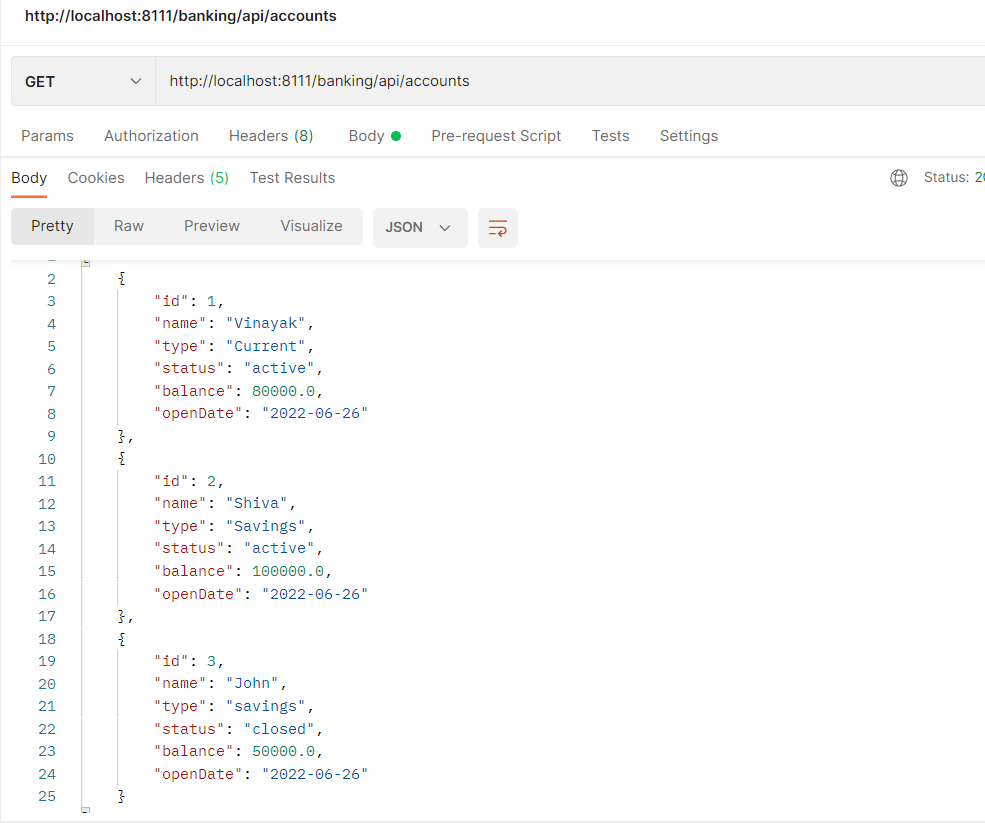 http://localhost:8111/banking/api/accounts
GET http://localhost:8111/banking/api/accounts
Params Authorization Headers (8) Body Pre-request Script Tests Settings
Body Cookies Headers (5) Test Results Status:
Pretty Raw Preview Visualize JSON
2 {
3 "id": 1,
4 "name": "Vinayak",
5 "type": "Current",
6 "status": "active",
7 "balance": 80000.0,
8 "openDate": "2022-06-26"
9 },
10 {
11 "id": 2,
12 "name": "Shiva",
13 "type": "Savings",
14 "status": "active",
15 "balance": 100000.0,
16 "openDate": "2022-06-26"
17 },
18 {
19 "id": 3,
20 "name": "John",
21 "type": "savings",
22 "status": "closed",
23 "balance": 50000.0,
24 "openDate": "2022-06-26"
25 }